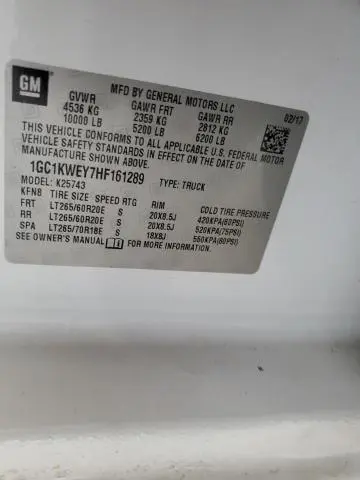 GM
MFD BY GENERAL MOTORS LLC
GVWR GAWR FRT GAWR RR 02/17
4536 KG 2359 KG 2812 KG
10000 LB 5200 LB 6200 LB
THIS VEHICLE CONFORMS TO ALL APPLICABLE U.S. FEDERAL MOTOR
VEHICLE SAFETY STANDARDS IN EFFECT ON THE DATE OF
MANUFACTURE SHOWN ABOVE.
1GC1KWEY7HF161289
MODEL: K25743 TYPE: TRUCK
KFN8 TIRE SIZE SPEED RTG RIM COLD TIRE PRESSURE
FRT LT265/60R20E S 20X8.5J 420KPA(60PSI)
RR LT265/60R20E S 20X8.5J 520KPA(75PSI)
SPA LT265/70R18E S 18X8J 550KPA(80PSI)
SEE OWNER'S MANUAL FOR MORE INFORMATION.